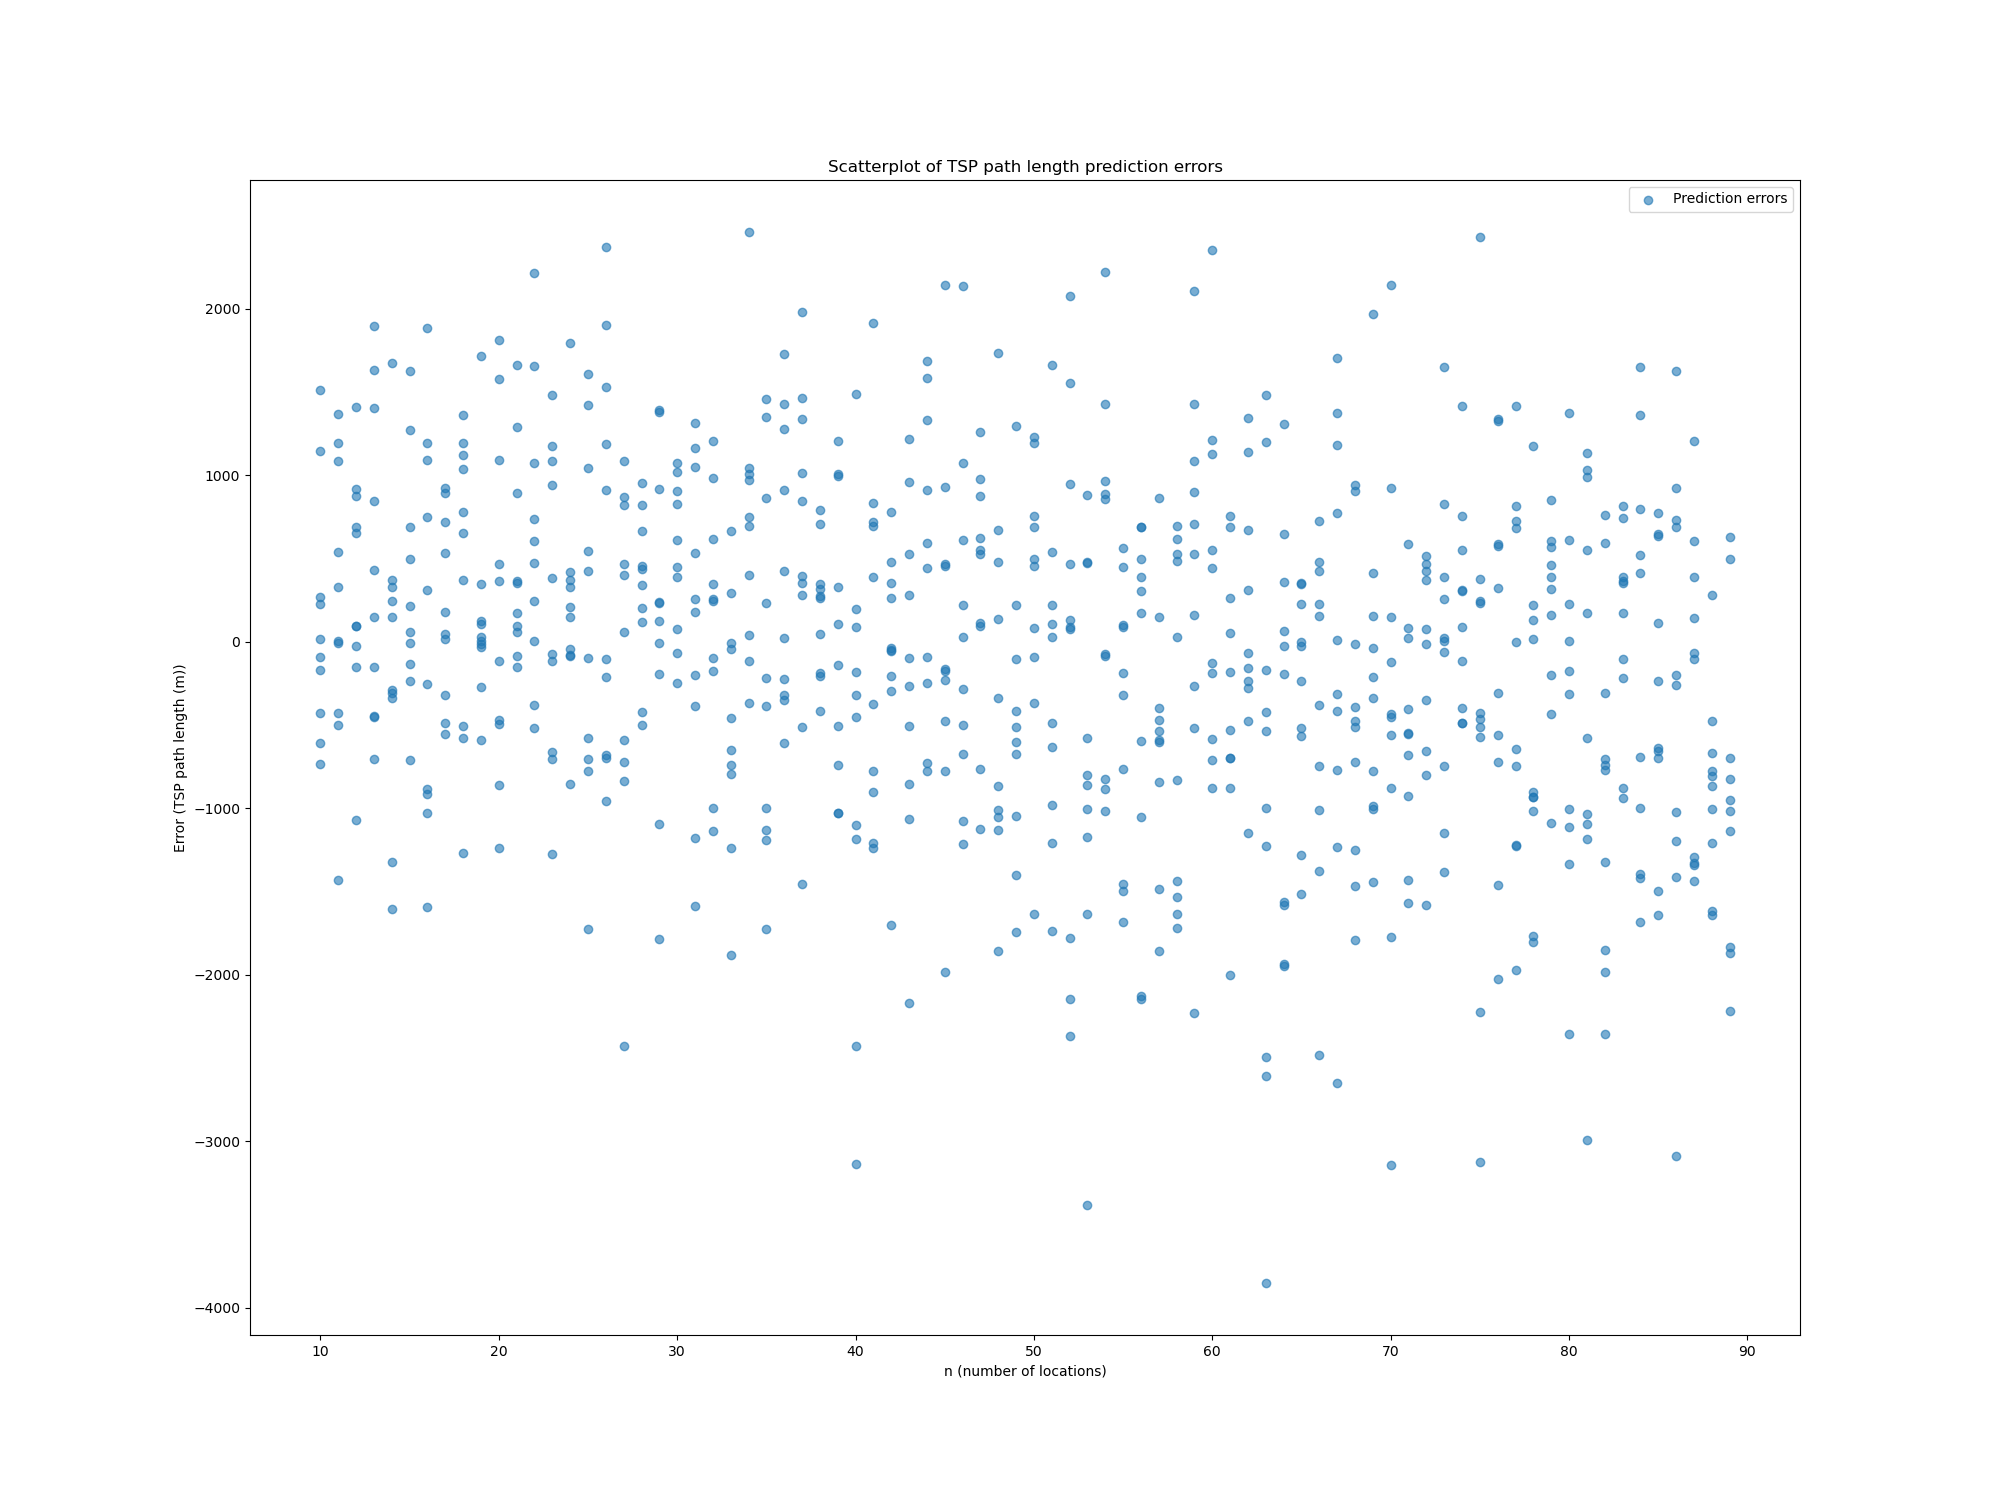 Scatterplot of TSP path length prediction errors
Prediction errors
Error (TSP path length (m))
2000
1000
0
−1000
−2000
−3000
−4000
10 20 30 40 50 60 70 80 90
n (number of locations)